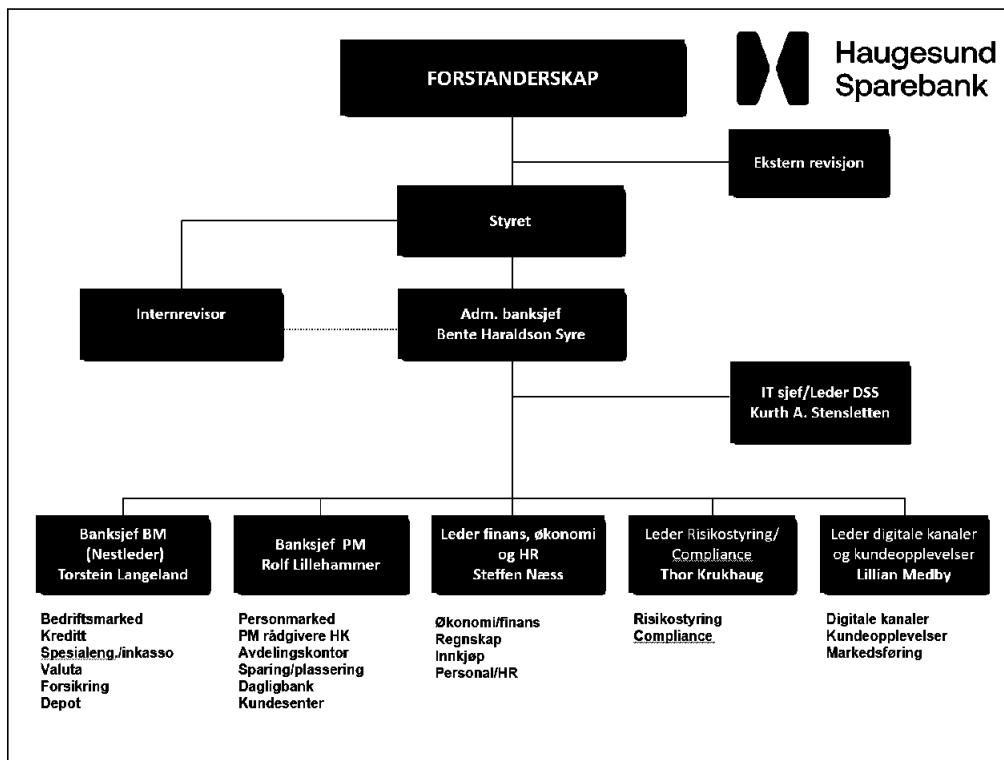 FORSTANDERSKAP
Haugesund
Sparebank
Ekstern revisjon
Styret
Internrevisor
Adm. banksjef
Bente Haraldson Syre
IT sjef/Leder DSS
Kurth A. Stensletten
Banksjef BM
(Nestleder)
Torstein Langeland
Banksjef PM
Rolf Lillehammer
Leder finans, økonomi
og HR
Steffen Næss
Leder Risikostyring/
Compliance
Thor Krukhaug
Leder digitale kanaler
og kundeopplevelser
Lillian Medby
Bedriftsmarked
Kreditt
Spesialeng./inkasso
Valuta
Forsikring
Depot
Personmarked
PM rådgivere HK
Avdelingskontor
Sparing/plassering
Dagligbank
Kundesenter
Økonomi/finans
Regnskap
Innkjøp
Personal/HR
Risikostyring
Compliance
Digitale kanaler
Kundeopplevelser
Markedsføring